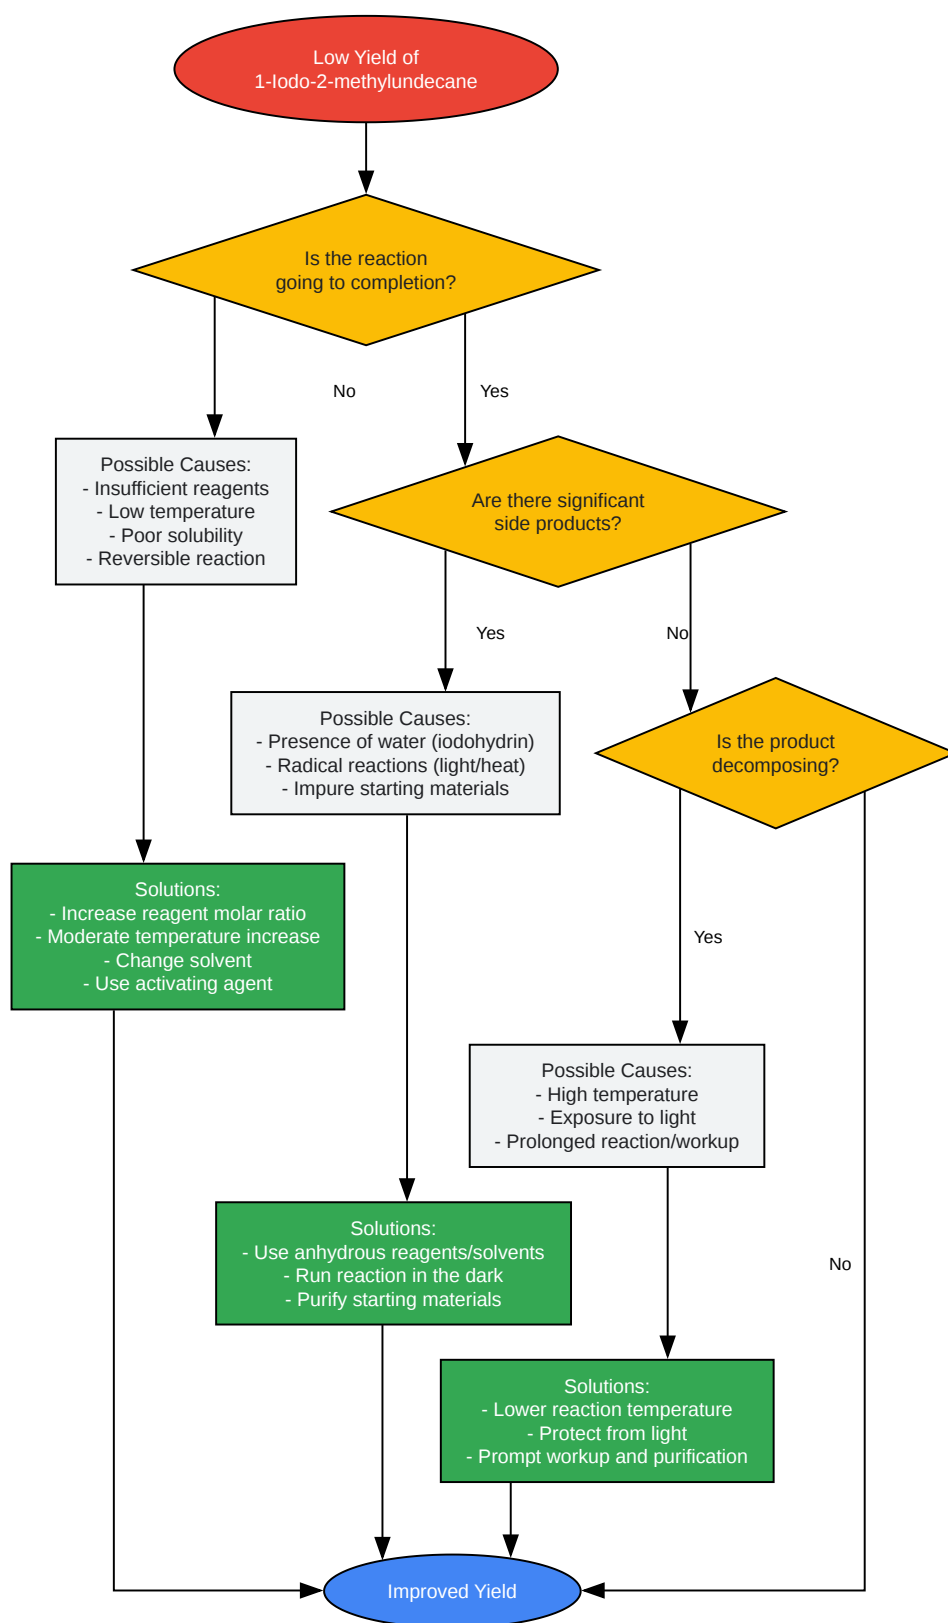 Low Yield of
1-Iodo-2-methylundecane
Is the reaction
going to completion?
No
Yes
Possible Causes:
- Insufficient reagents
- Low temperature
- Poor solubility
- Reversible reaction
Are there significant
side products?
Yes
No
Possible Causes:
- Presence of water (iodohydrin)
- Radical reactions (light/heat)
- Impure starting materials
Is the product
decomposing?
Solutions:
- Increase reagent molar ratio
- Moderate temperature increase
- Change solvent
- Use activating agent
Yes
Possible Causes:
- High temperature
- Exposure to light
- Prolonged reaction/workup
Solutions:
- Use anhydrous reagents/solvents
- Run reaction in the dark
- Purify starting materials
No
Solutions:
- Lower reaction temperature
- Protect from light
- Prompt workup and purification
Improved Yield